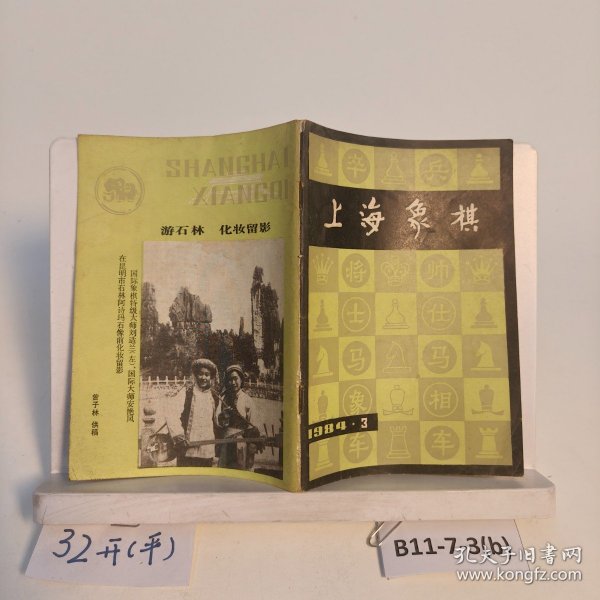 SHANGHAI
XIANGQI
游石林 化妆留影
国际象棋特级大师刘适兰(左)、国际大师安艳凤
在昆明市石林阿诗玛石像前化妆留影
曾子林 供稿
卒 兵
上海象棋
将 帅
士 仕
马 马
象 相
车 车
1984·3
32开(平)
B11-7-3(b)
孔夫子旧书网
www.kongfz.com